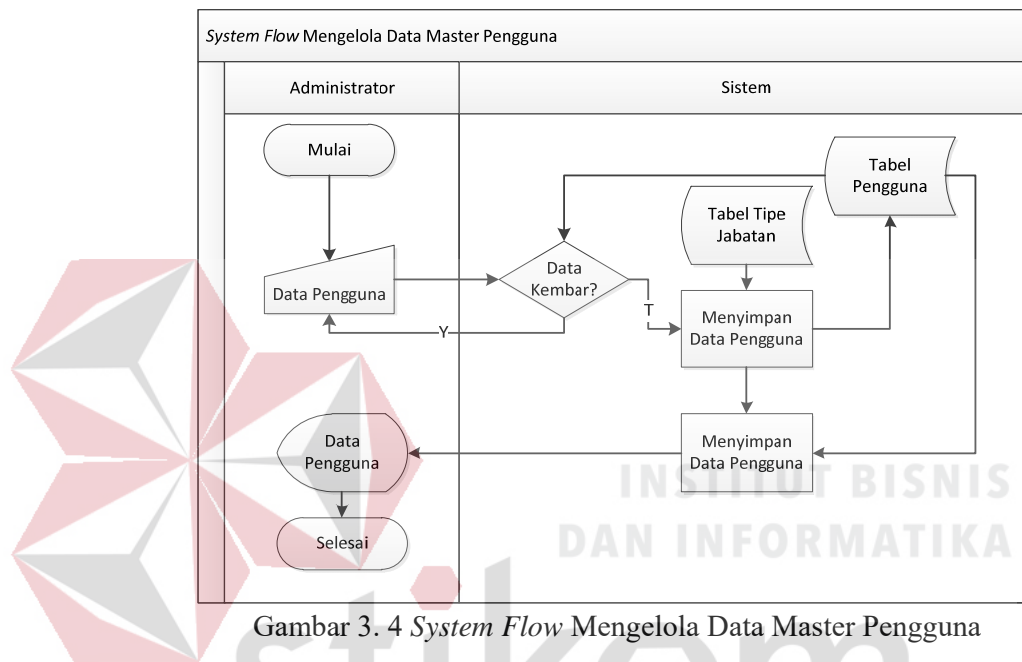 System Flow Mengelola Data Master Pengguna
Administrator
Sistem
Mulai
Tabel
Pengguna
Tabel Tipe
Jabatan
Data Pengguna
Data
Kembar?
T
Y
Menyimpan
Data Pengguna
Data
Pengguna
Menyimpan
Data Pengguna
Selesai
INSTITUT BISNIS
DAN INFORMATIKA
Gambar 3. 4 System Flow Mengelola Data Master Pengguna
stikom